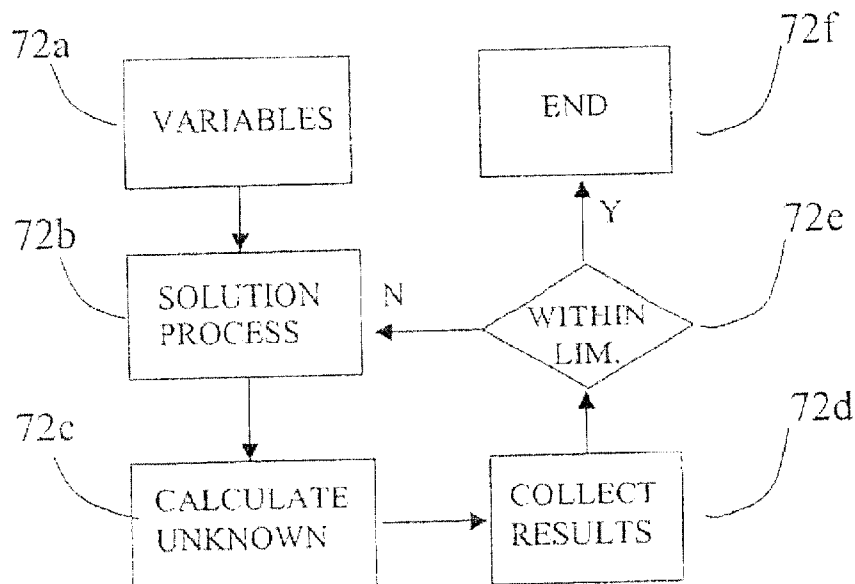 72a
VARIABLES
72f
END
Y
72b
SOLUTION
PROCESS
N
72e
WITHIN
LIM.
72c
CALCULATE
UNKNOWN
72d
COLLECT
RESULTS